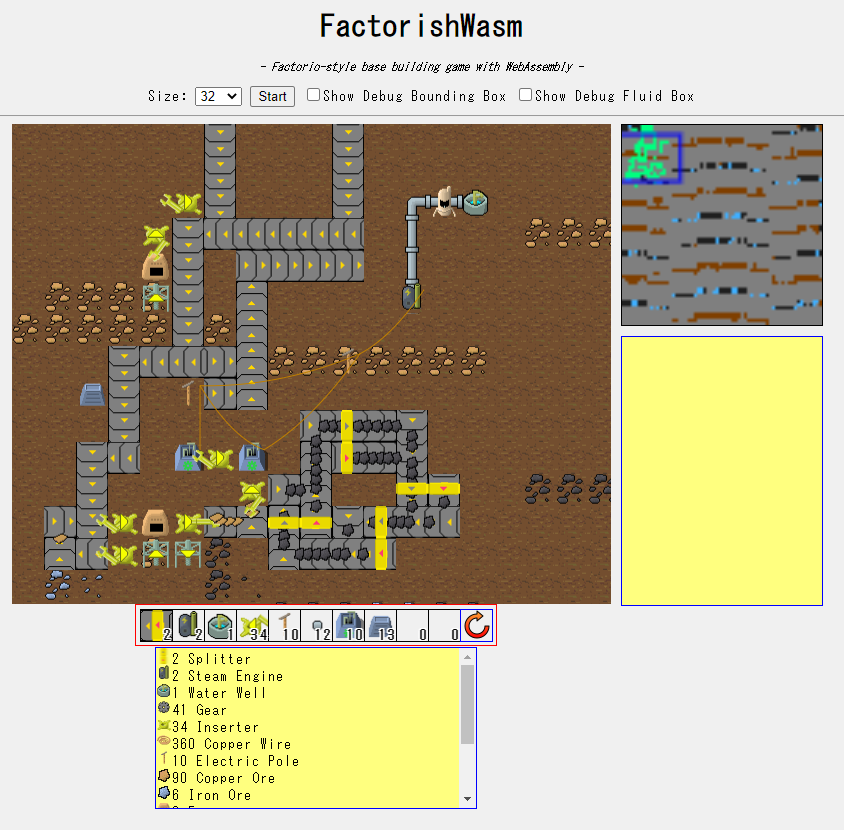 FactorishWasm
- Factorio-style base building game with WebAssembly -
Size: 32 Start Show Debug Bounding Box Show Debug Fluid Box
2 2 1 34 10 12 10 13 0 0
2 Splitter
2 Steam Engine
1 Water Well
41 Gear
34 Inserter
360 Copper Wire
10 Electric Pole
90 Copper Ore
6 Iron Ore